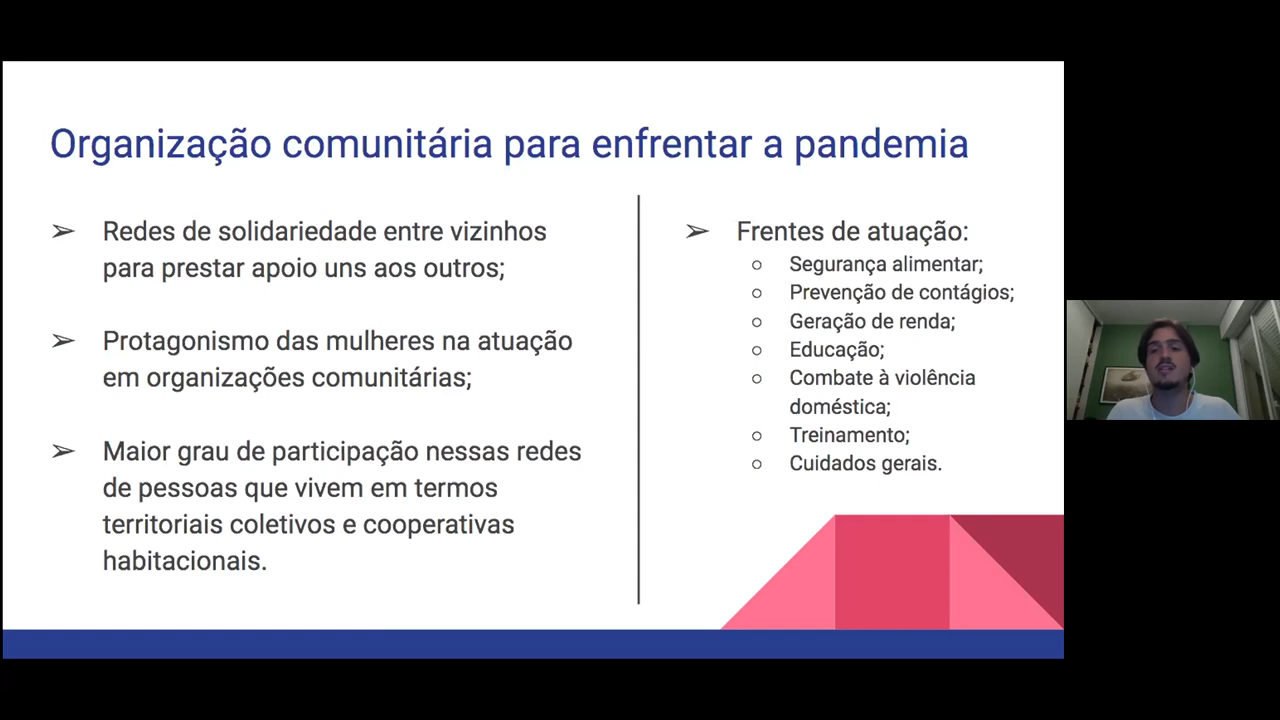 Organização comunitária para enfrentar a pandemia
➢ Redes de solidariedade entre vizinhos
para prestar apoio uns aos outros;
➢ Protagonismo das mulheres na atuação
em organizações comunitárias;
➢ Maior grau de participação nessas redes
de pessoas que vivem em termos
territoriais coletivos e cooperativas
habitacionais.
➢ Frentes de atuação:
○ Segurança alimentar;
○ Prevenção de contágios;
○ Geração de renda;
○ Educação;
○ Combate à violência
doméstica;
○ Treinamento;
○ Cuidados gerais.